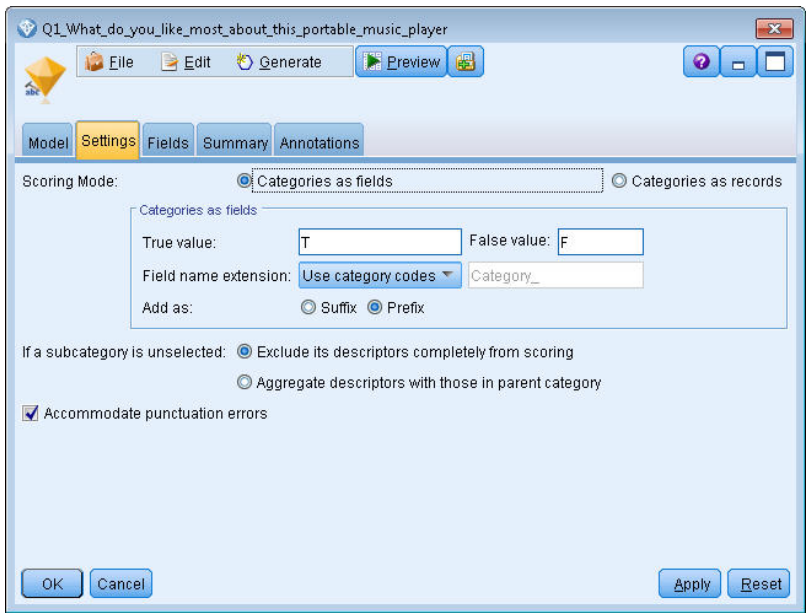 Q1_What_do_you_like_most_about_this_portable_music_player
File Edit Generate Preview
abc
Model Settings Fields Summary Annotations
Scoring Mode: Categories as fields Categories as records
Categories as fields
True value: T False value: F
Field name extension: Use category codes Category_
Add as: Suffix Prefix
If a subcategory is unselected: Exclude its descriptors completely from scoring
Aggregate descriptors with those in parent category
Accommodate punctuation errors
OK Cancel Apply Reset